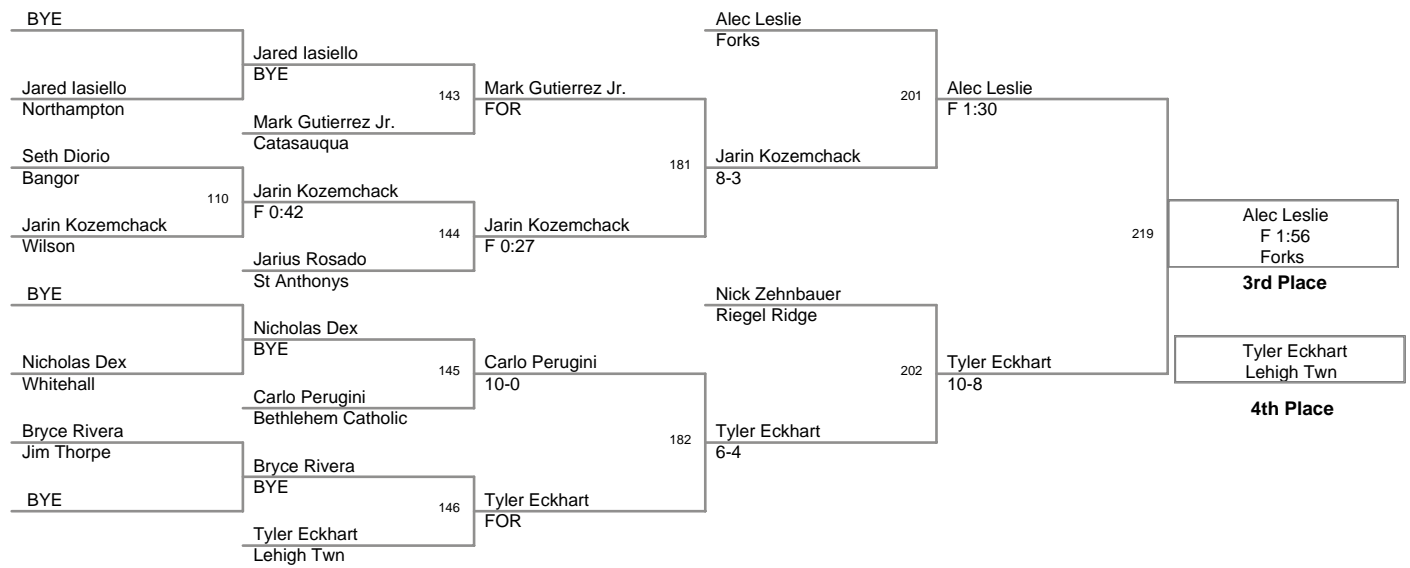 BYE
Jared Iasiello
Northampton
Seth Diorio
Bangor
110
Jarin Kozemchack
Wilson
BYE
Nicholas Dex
Whitehall
Bryce Rivera
Jim Thorpe
BYE
Jared Iasiello
BYE
143
Mark Gutierrez Jr.
Catasauqua
Jarin Kozemchack
F 0:42
144
Jarius Rosado
St Anthonys
Nicholas Dex
BYE
145
Carlo Perugini
Bethlehem Catholic
Bryce Rivera
BYE
146
Tyler Eckhart
Lehigh Twn
Mark Gutierrez Jr.
FOR
181
Jarin Kozemchack
F 0:27
Carlo Perugini
10-0
182
Tyler Eckhart
FOR
Alec Leslie
Forks
201
Jarin Kozemchack
8-3
Nick Zehnbauer
Riegel Ridge
202
Tyler Eckhart
6-4
Alec Leslie
F 1:30
219
Tyler Eckhart
10-8
Alec Leslie
F 1:56
Forks
3rd Place
Tyler Eckhart
Lehigh Twn
4th Place